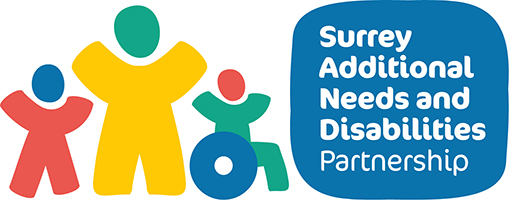 Surrey
Additional
Needs and
Disabilities
Partnership